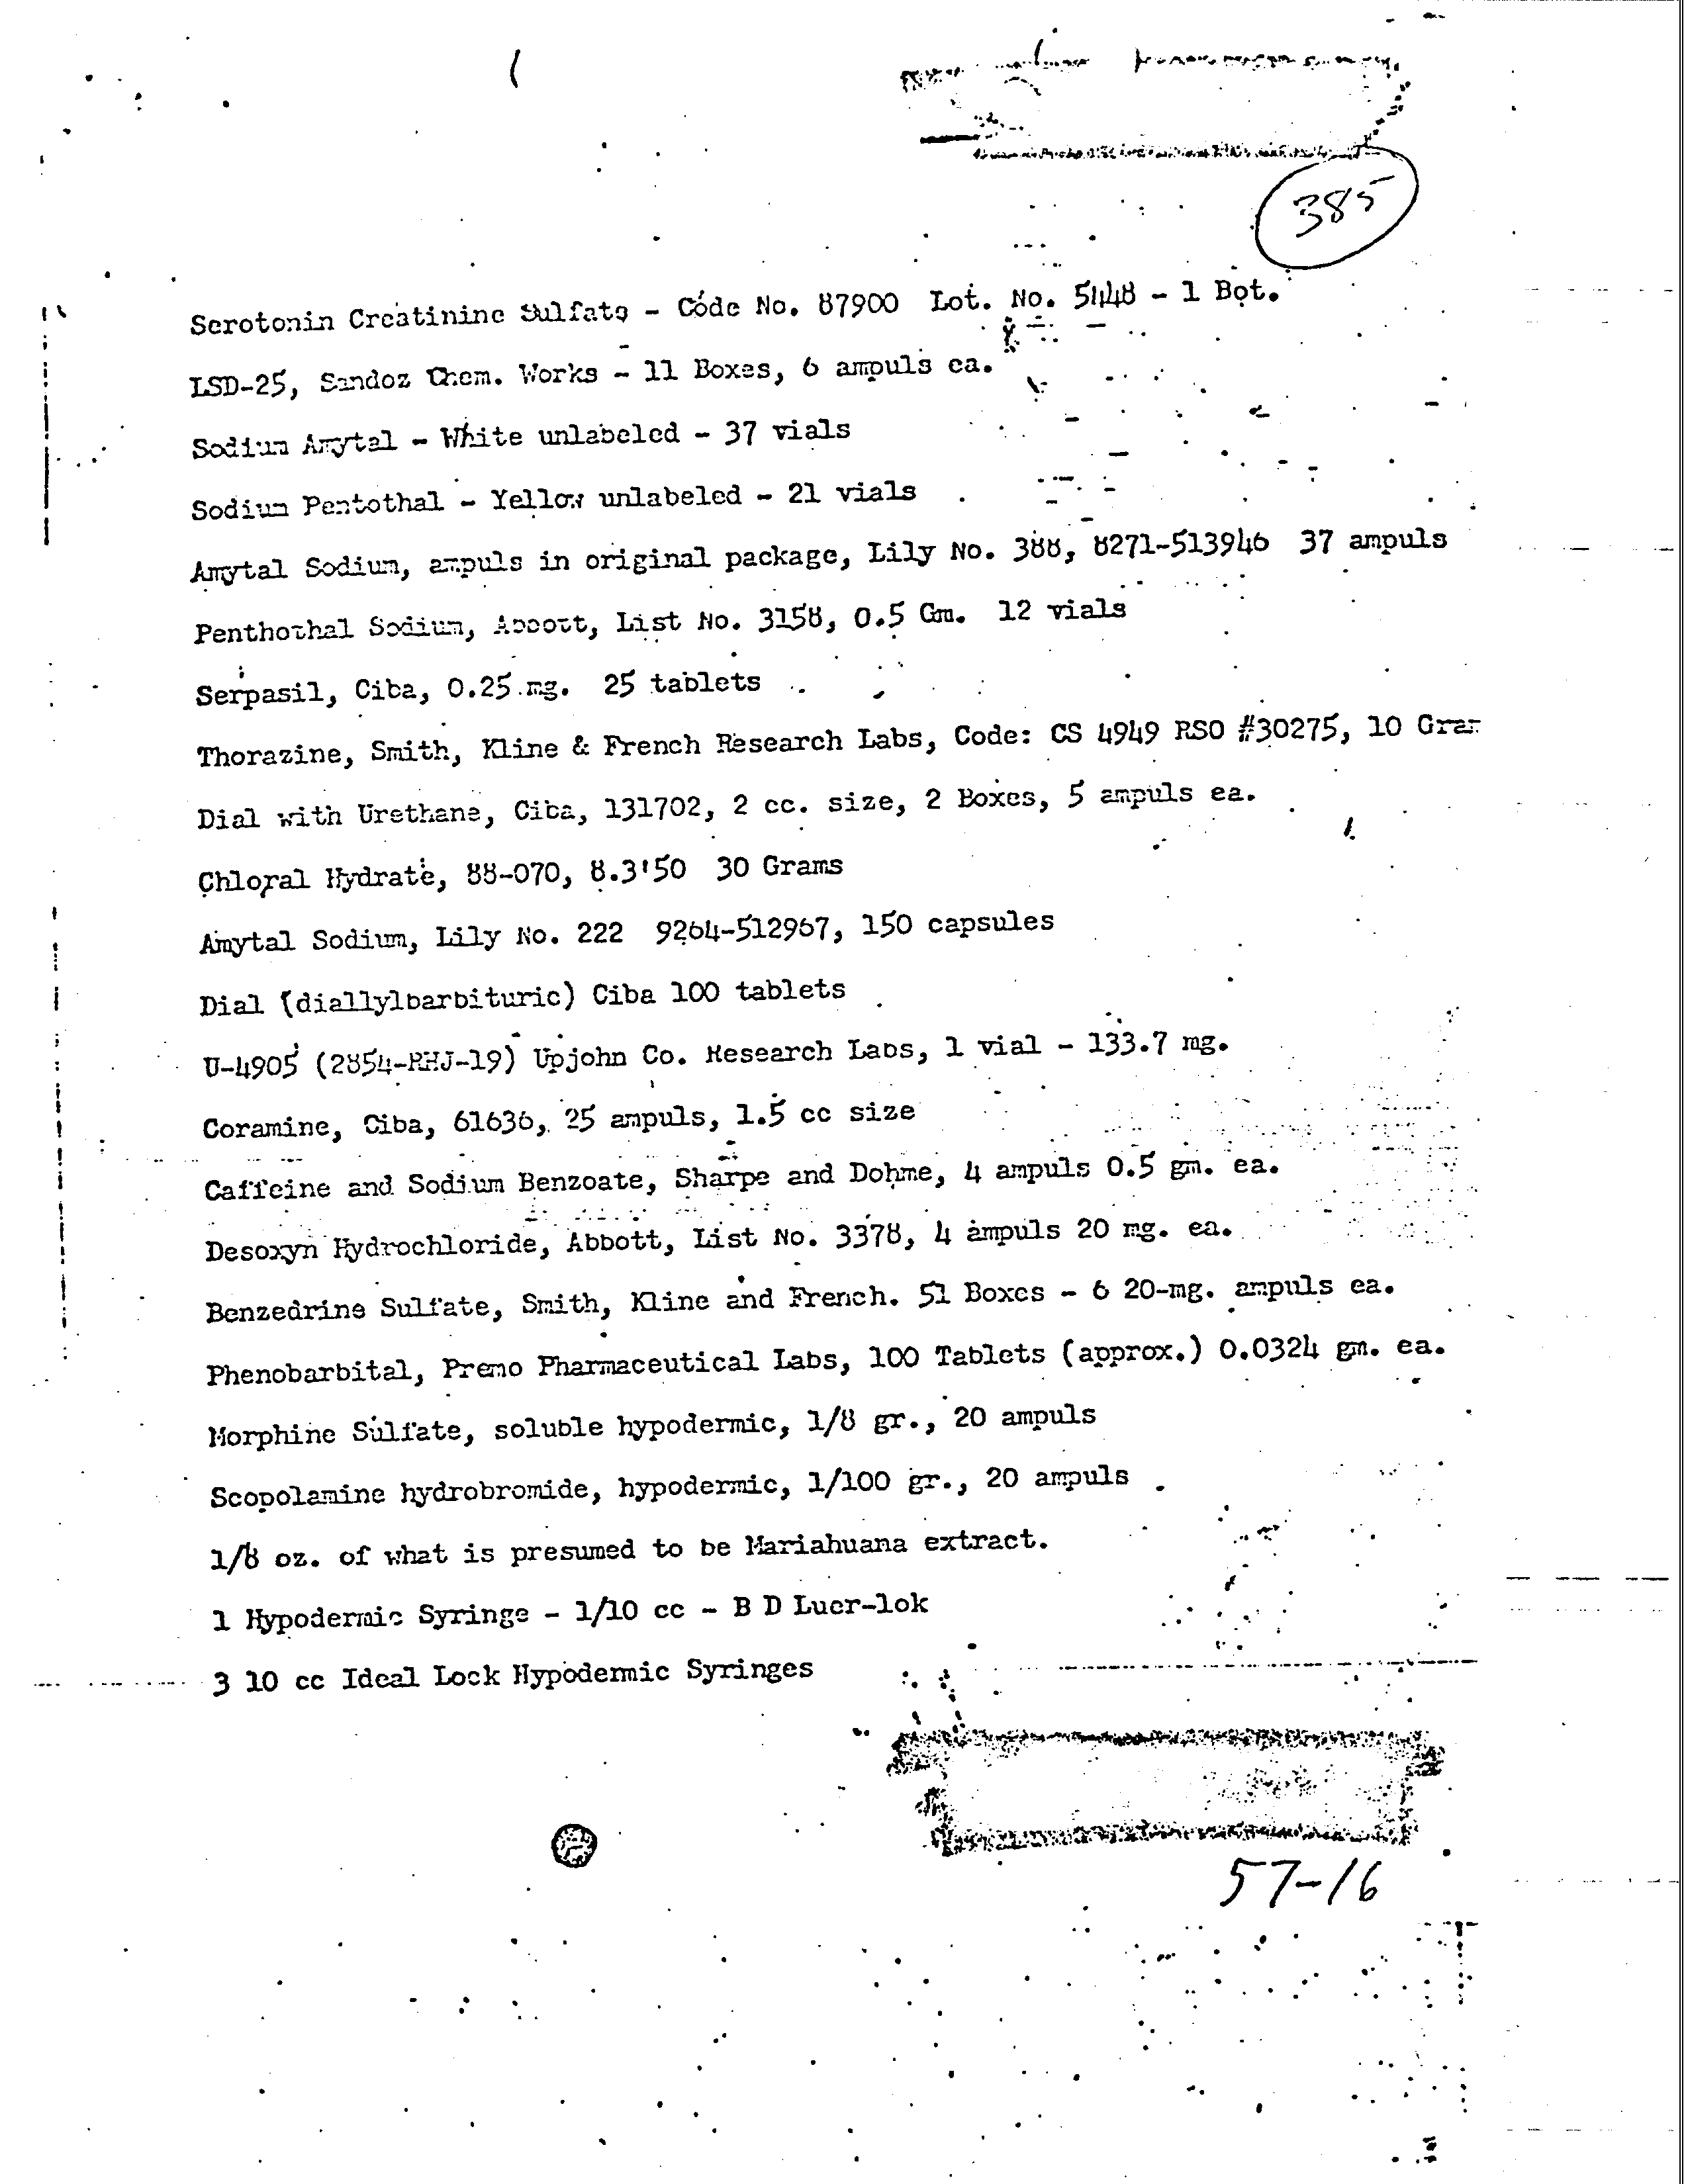 385
Serotonin Creatinine Sulfate - Code No. 87900 Lot. No. 5448 - 1 Bot.
LSD-25, Sandoz Chem. Works - 11 Boxes, 6 ampuls ea.
Sodium Amytal - White unlabeled - 37 vials
Sodium Pentothal - Yellow unlabeled - 21 vials
Amytal Sodium, ampuls in original package, Lily No. 388, 8271-513946 37 ampuls
Penthothal Sodium, Abbott, List No. 3158, 0.5 Gm. 12 vials
Serpasil, Ciba, 0.25 mg. 25 tablets
Thorazine, Smith, Kline & French Research Labs, Code: CS 4949 RSO #30275, 10 Gram
Dial with Urethane, Ciba, 131702, 2 cc. size, 2 Boxes, 5 ampuls ea.
Chloral Hydrate, 88-070, 8.3'50 30 Grams
Amytal Sodium, Lily No. 222 9264-512967, 150 capsules
Dial (diallylbarbituric) Ciba 100 tablets
U-4905 (2854-RHJ-19) Upjohn Co. Research Labs, 1 vial - 133.7 mg.
Coramine, Ciba, 61636, 25 ampuls, 1.5 cc size
Caffeine and Sodium Benzoate, Sharpe and Dohme, 4 ampuls 0.5 gm. ea.
Desoxyn Hydrochloride, Abbott, List No. 3378, 4 ampuls 20 mg. ea.
Benzedrine Sulfate, Smith, Kline and French. 51 Boxes - 6 20-mg. ampuls ea.
Phenobarbital, Premo Pharmaceutical Labs, 100 Tablets (approx.) 0.0324 gm. ea.
Morphine Sulfate, soluble hypodermic, 1/8 gr., 20 ampuls
Scopolamine hydrobromide, hypodermic, 1/100 gr., 20 ampuls
1/8 oz. of what is presumed to be Mariahuana extract.
1 Hypodermic Syringe - 1/10 cc - B D Luer-lok
3 10 cc Ideal Lock Hypodermic Syringes
57-16